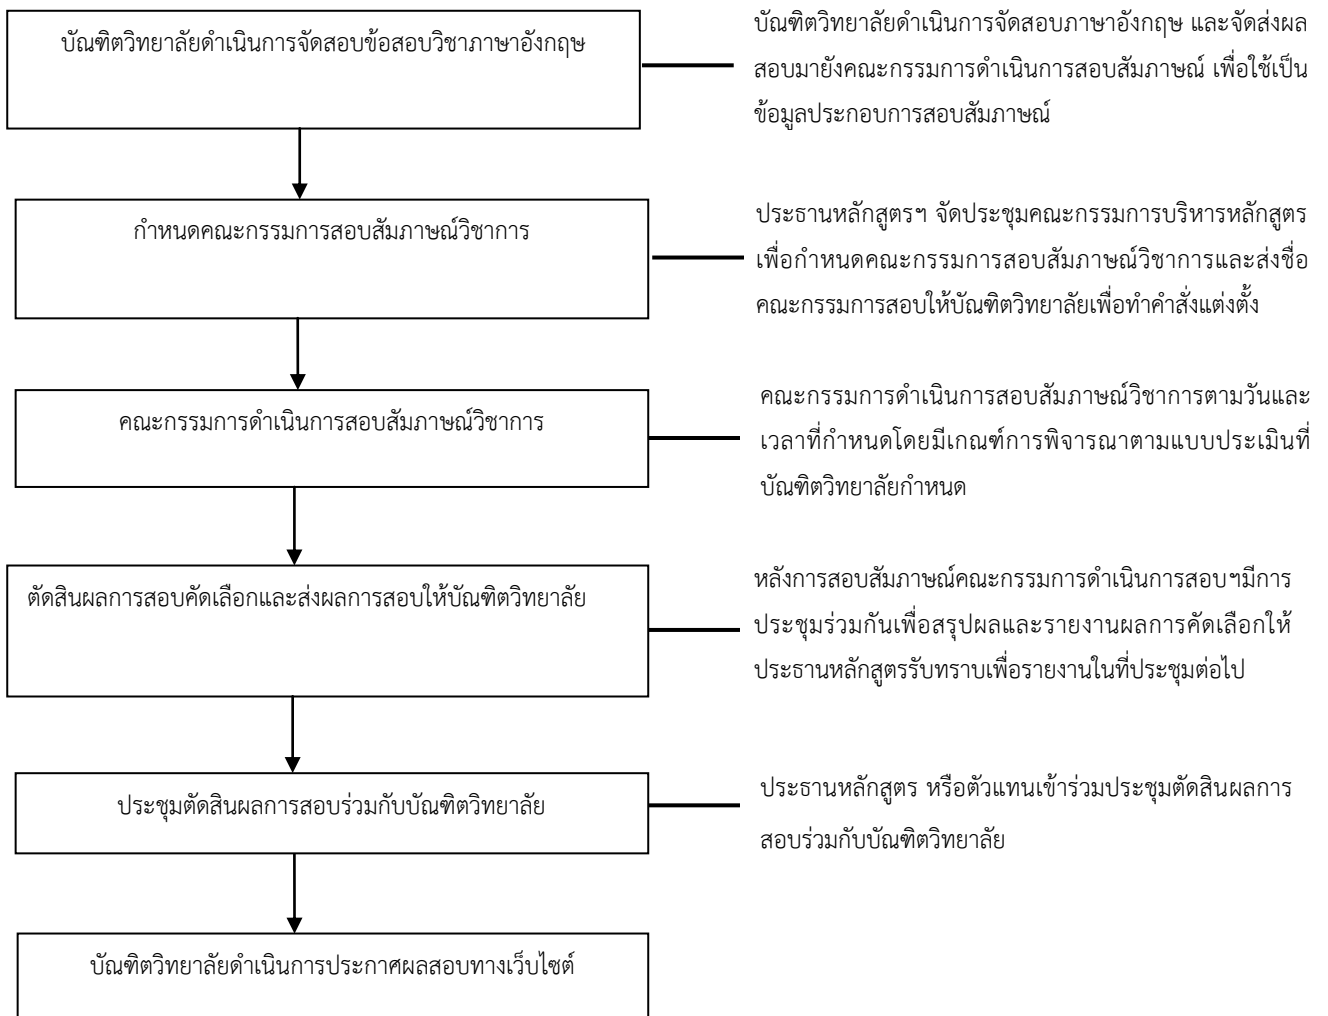 บัณฑิตวิทยาลัยดำเนินการจัดสอบข้อสอบวิชาภาษาอังกฤษ
บัณฑิตวิทยาลัยดำเนินการจัดสอบภาษาอังกฤษ และจัดส่งผล
สอบมายังคณะกรรมการดำเนินการสอบสัมภาษณ์ เพื่อใช้เป็น
ข้อมูลประกอบการสอบสัมภาษณ์
กำหนดคณะกรรมการสอบสัมภาษณ์วิชาการ
ประธานหลักสูตรฯ จัดประชุมคณะกรรมการบริหารหลักสูตร
เพื่อกำหนดคณะกรรมการสอบสัมภาษณ์วิชาการและส่งชื่อ
คณะกรรมการสอบให้บัณฑิตวิทยาลัยเพื่อทำคำสั่งแต่งตั้ง
คณะกรรมการดำเนินการสอบสัมภาษณ์วิชาการ
คณะกรรมการดำเนินการสอบสัมภาษณ์วิชาการตามวันและ
เวลาที่กำหนดโดยมีเกณฑ์การพิจารณาตามแบบประเมินที่
บัณฑิตวิทยาลัยกำหนด
ตัดสินผลการสอบคัดเลือกและส่งผลการสอบให้บัณฑิตวิทยาลัย
หลังการสอบสัมภาษณ์คณะกรรมการดำเนินการสอบฯมีการ
ประชุมร่วมกันเพื่อสรุปผลและรายงานผลการคัดเลือกให้
ประธานหลักสูตรรับทราบเพื่อรายงานในที่ประชุมต่อไป
ประชุมตัดสินผลการสอบร่วมกับบัณฑิตวิทยาลัย
ประธานหลักสูตร หรือตัวแทนเข้าร่วมประชุมตัดสินผลการ
สอบร่วมกับบัณฑิตวิทยาลัย
บัณฑิตวิทยาลัยดำเนินการประกาศผลสอบทางเว็บไซต์